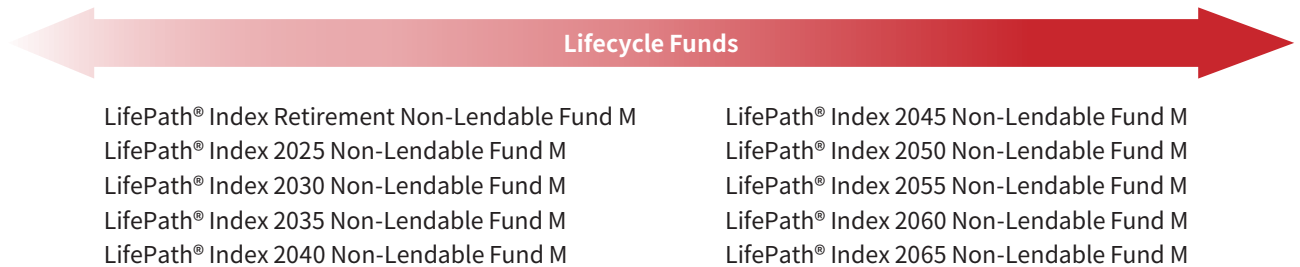 Lifecycle Funds
LifePath® Index Retirement Non-Lendable Fund M
LifePath® Index 2025 Non-Lendable Fund M
LifePath® Index 2030 Non-Lendable Fund M
LifePath® Index 2035 Non-Lendable Fund M
LifePath® Index 2040 Non-Lendable Fund M
LifePath® Index 2045 Non-Lendable Fund M
LifePath® Index 2050 Non-Lendable Fund M
LifePath® Index 2055 Non-Lendable Fund M
LifePath® Index 2060 Non-Lendable Fund M
LifePath® Index 2065 Non-Lendable Fund M